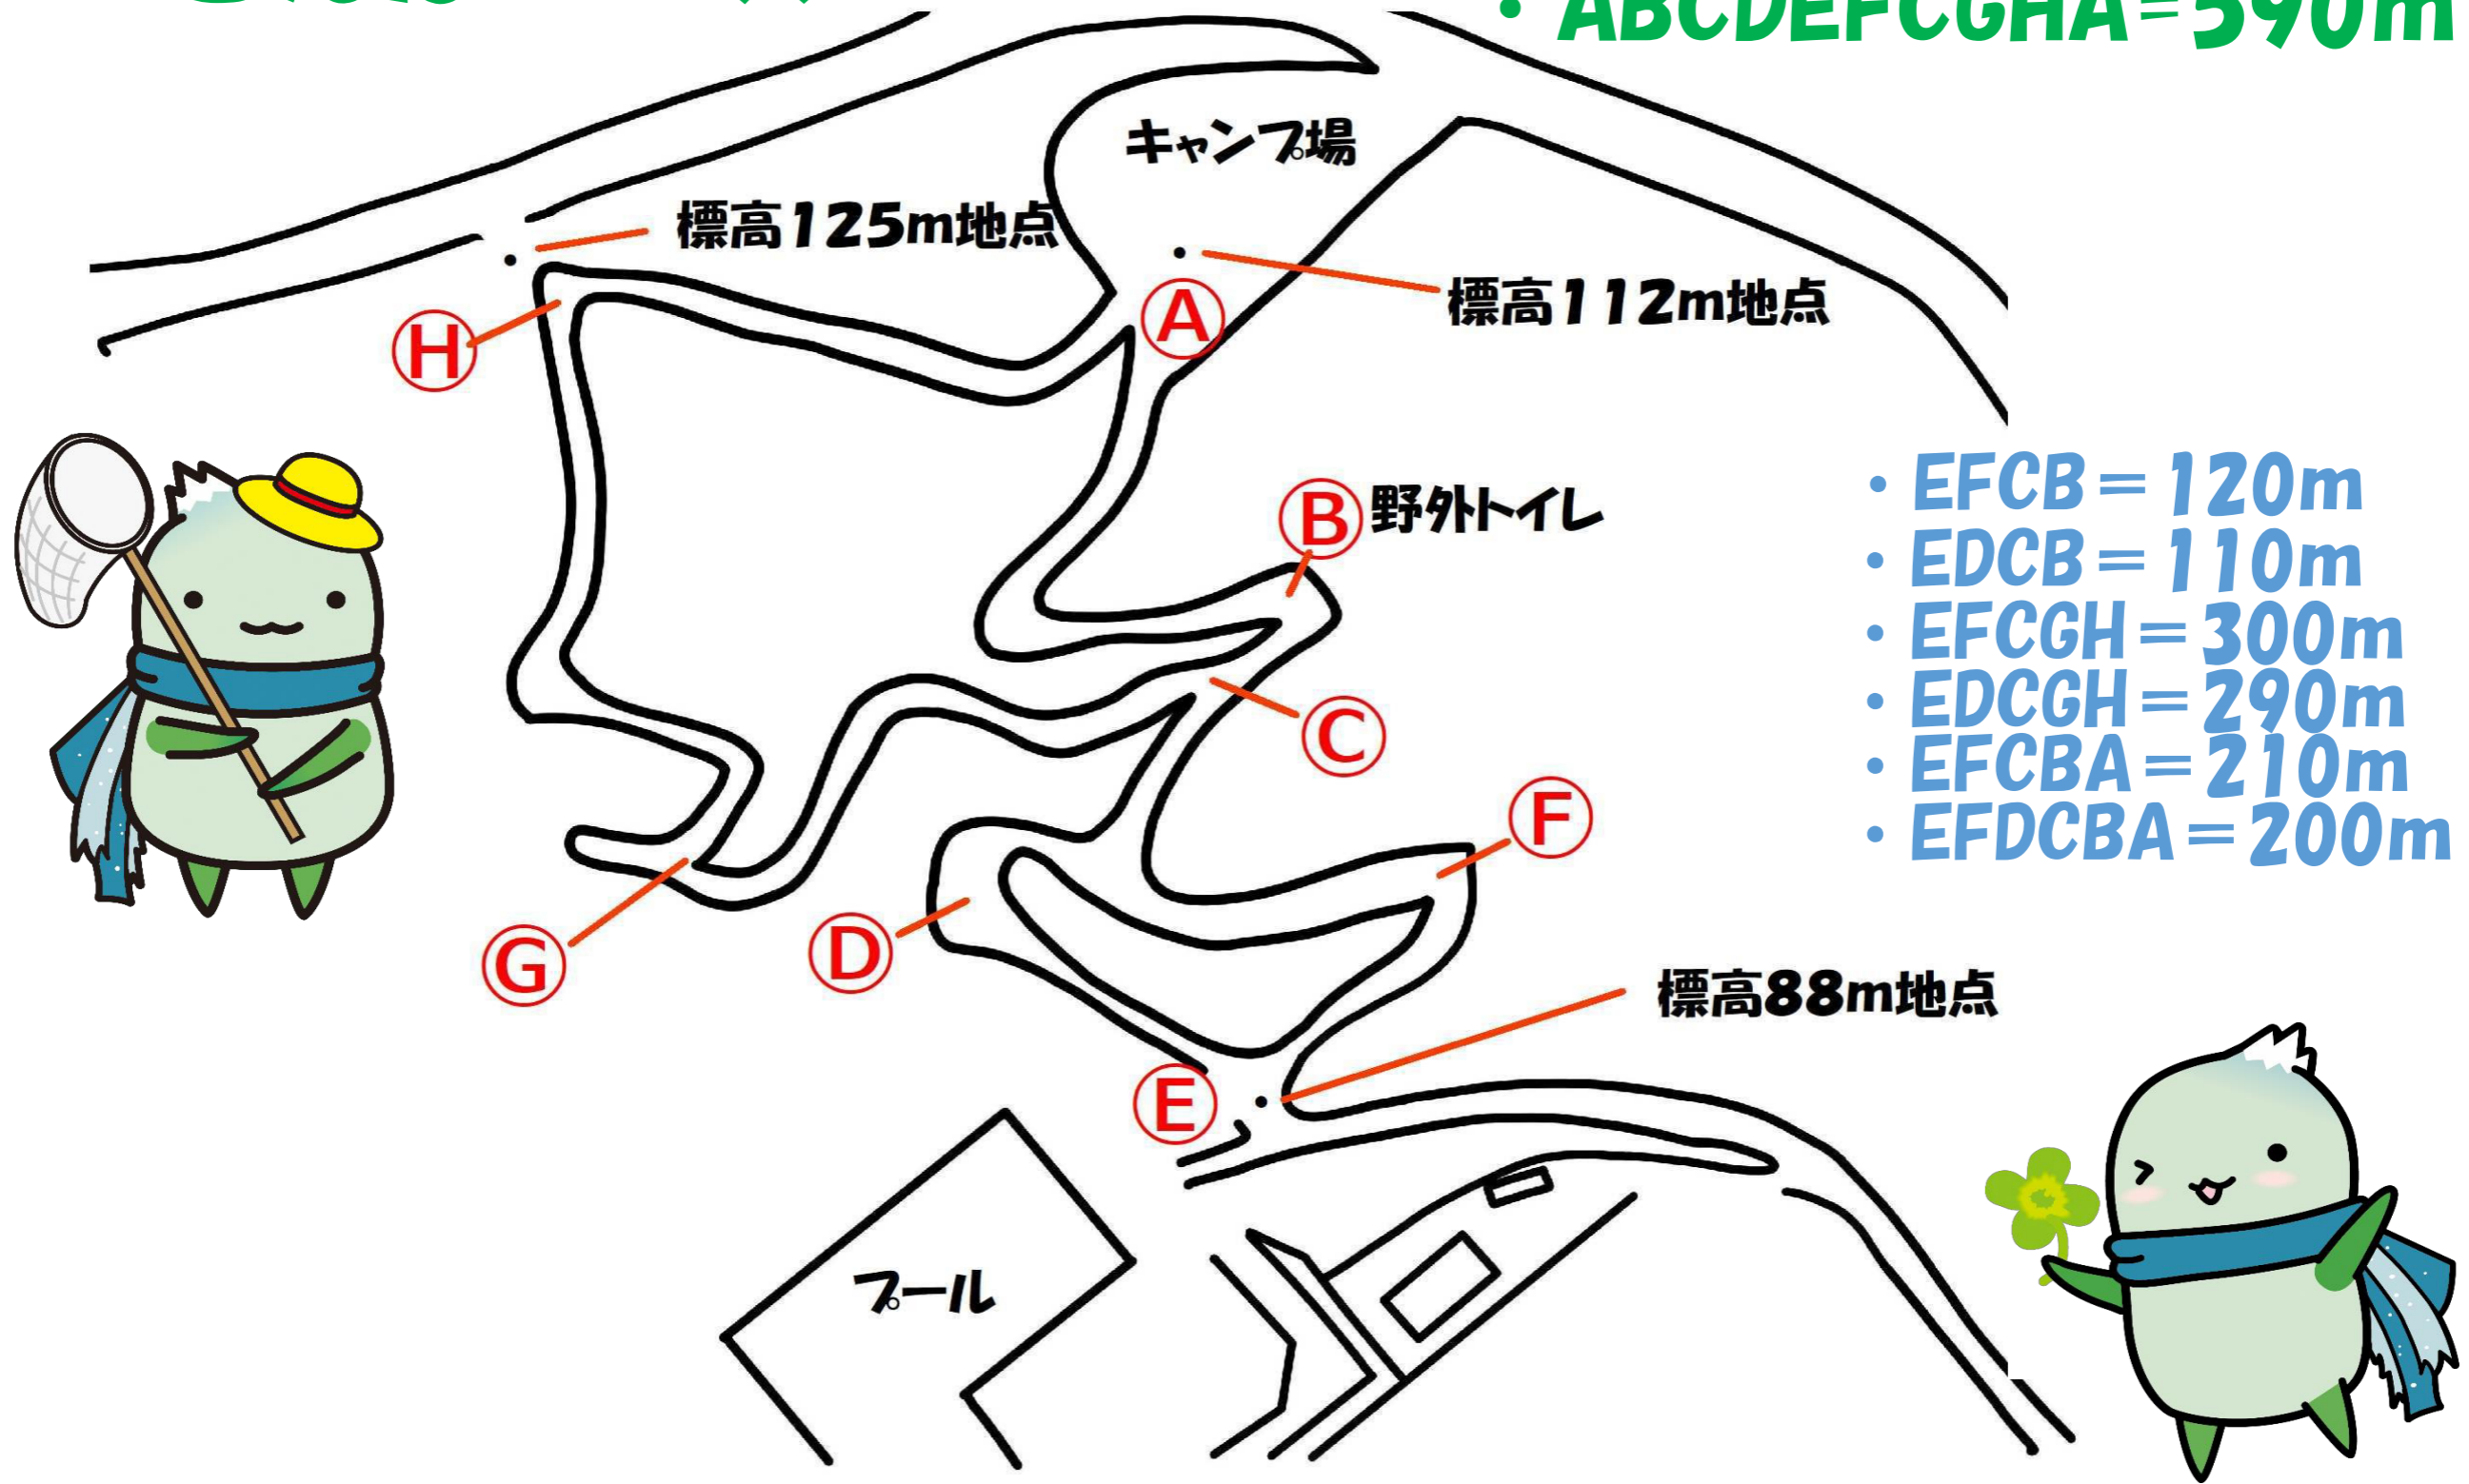 ・ABCDEFCGHA=590m
キャンプ場
標高125m地点
標高112m地点
Ⓗ
Ⓐ
Ⓑ野外トイレ
・EFCB=120m
・EDCB=110m
・EFCGH=300m
・EDCGH=290m
・EFCBA=210m
・EFDCBA=200m
Ⓒ
Ⓕ
Ⓖ
Ⓓ
標高88m地点
Ⓔ
プール